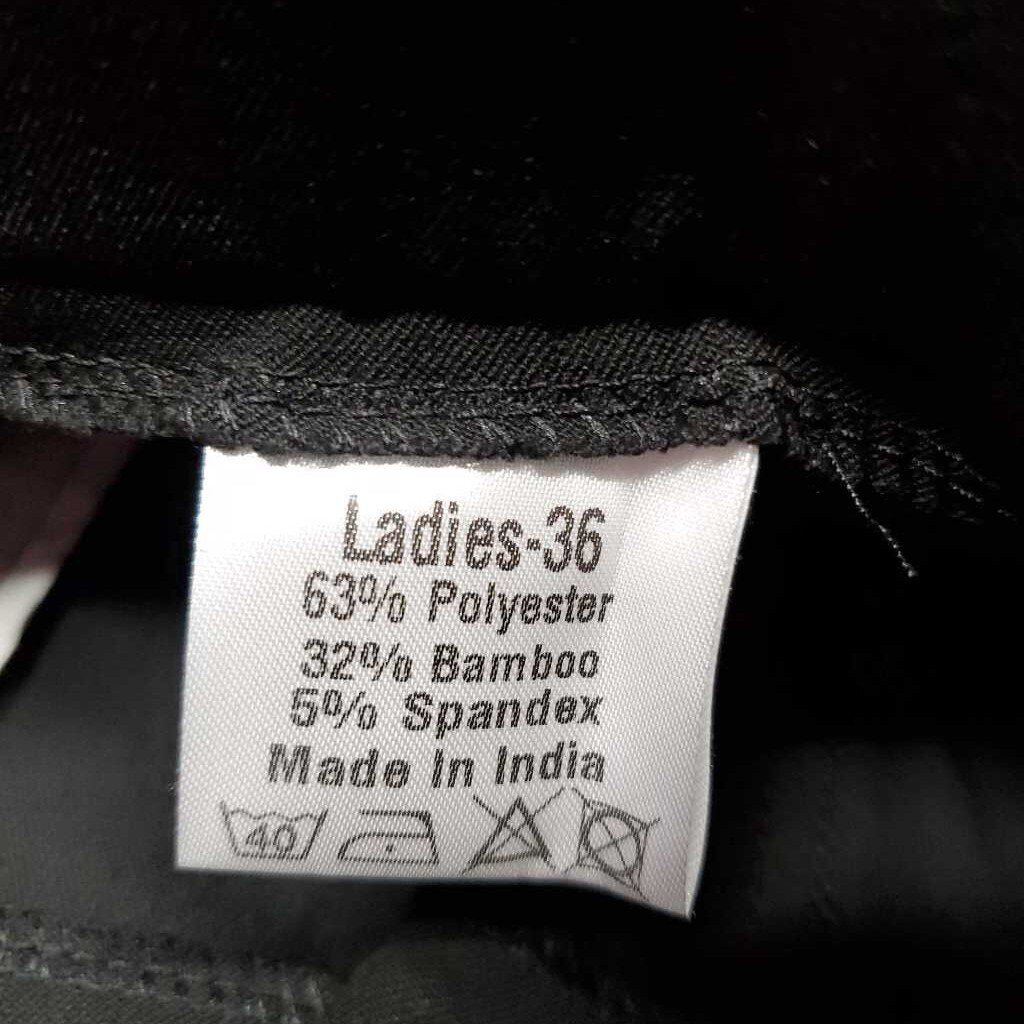 Ladies-36
63% Polyester
32% Bamboo
5% Spandex
Made In India
40